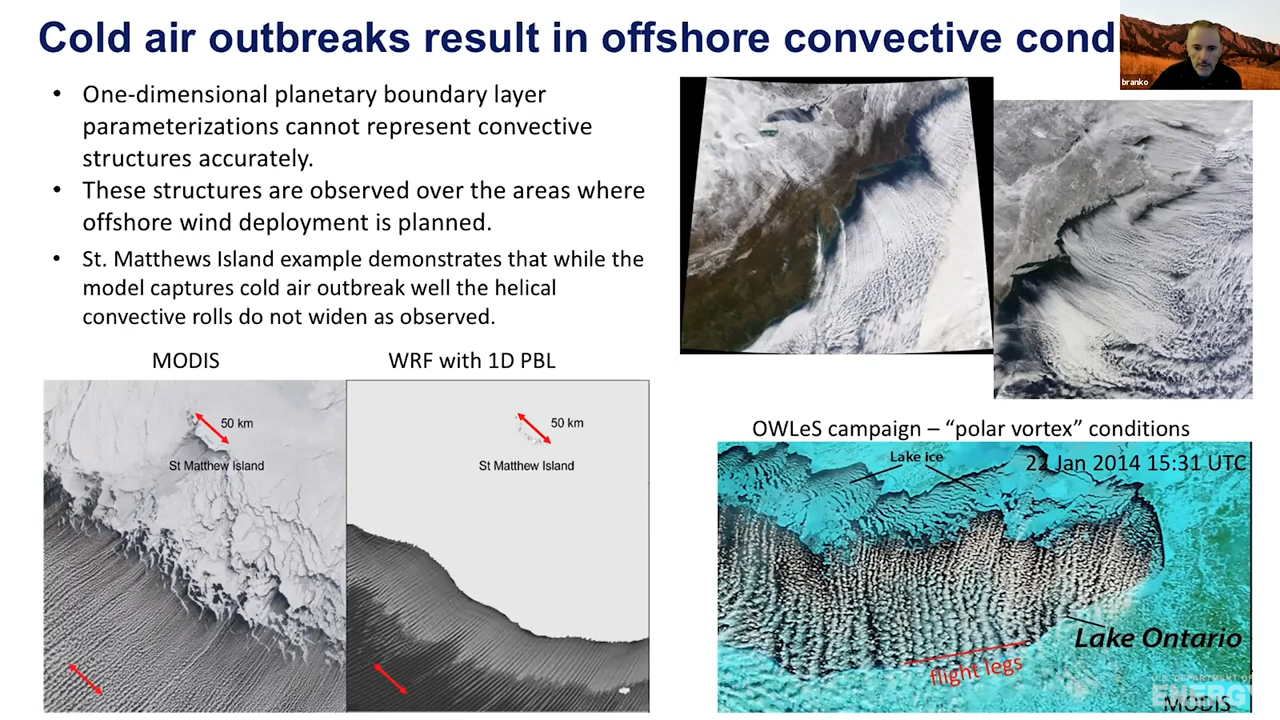 Cold air outbreaks result in offshore convective cond
branko
• One-dimensional planetary boundary layer
parameterizations cannot represent convective
structures accurately.
• These structures are observed over the areas where
offshore wind deployment is planned.
• St. Matthews Island example demonstrates that while the
model captures cold air outbreak well the helical
convective rolls do not widen as observed.
MODIS
WRF with 1D PBL
50 km
St Matthew Island
50 km
St Matthew Island
OWLeS campaign – “polar vortex” conditions
Lake ice
22 Jan 2014 15:31 UTC
Lake Ontario
flight legs
U.S. DEPARTMENT OF
ENERGY
MODIS